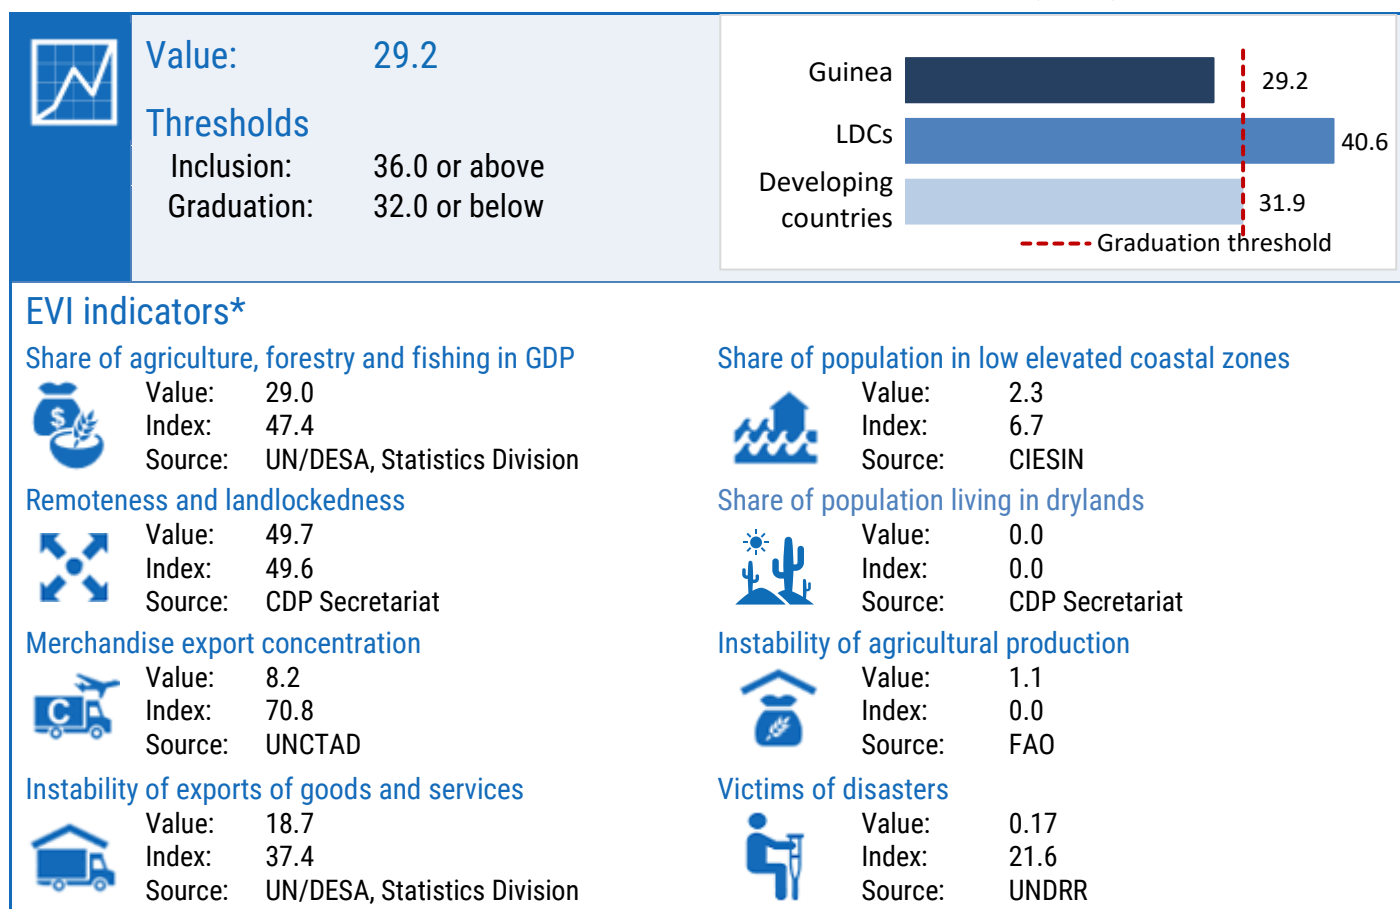 Value: 29.2
Thresholds
Inclusion: 36.0 or above
Graduation: 32.0 or below
Guinea 29.2
LDCs 40.6
Developing
countries 31.9
Graduation threshold
EVI indicators*
Share of agriculture, forestry and fishing in GDP
$
Value: 29.0
Index: 47.4
Source: UN/DESA, Statistics Division
Remoteness and landlockedness
Value: 49.7
Index: 49.6
Source: CDP Secretariat
Merchandise export concentration
C
Value: 8.2
Index: 70.8
Source: UNCTAD
Instability of exports of goods and services
Value: 18.7
Index: 37.4
Source: UN/DESA, Statistics Division
Share of population in low elevated coastal zones
Value: 2.3
Index: 6.7
Source: CIESIN
Share of population living in drylands
Value: 0.0
Index: 0.0
Source: CDP Secretariat
Instability of agricultural production
Value: 1.1
Index: 0.0
Source: FAO
Victims of disasters
Value: 0.17
Index: 21.6
Source: UNDRR